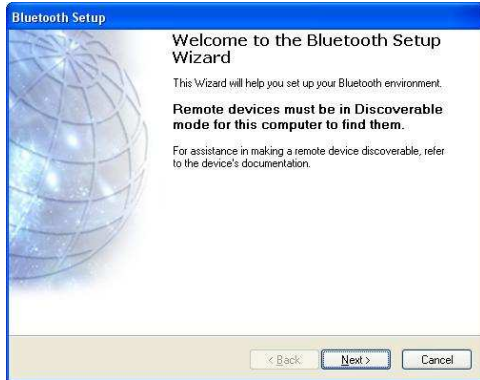 Bluetooth Setup
Welcome to the Bluetooth Setup
Wizard
This Wizard will help you set up your Bluetooth environment.
Remote devices must be in Discoverable
mode for this computer to find them.
For assistance in making a remote device discoverable, refer
to the device's documentation.
< Back Next > Cancel